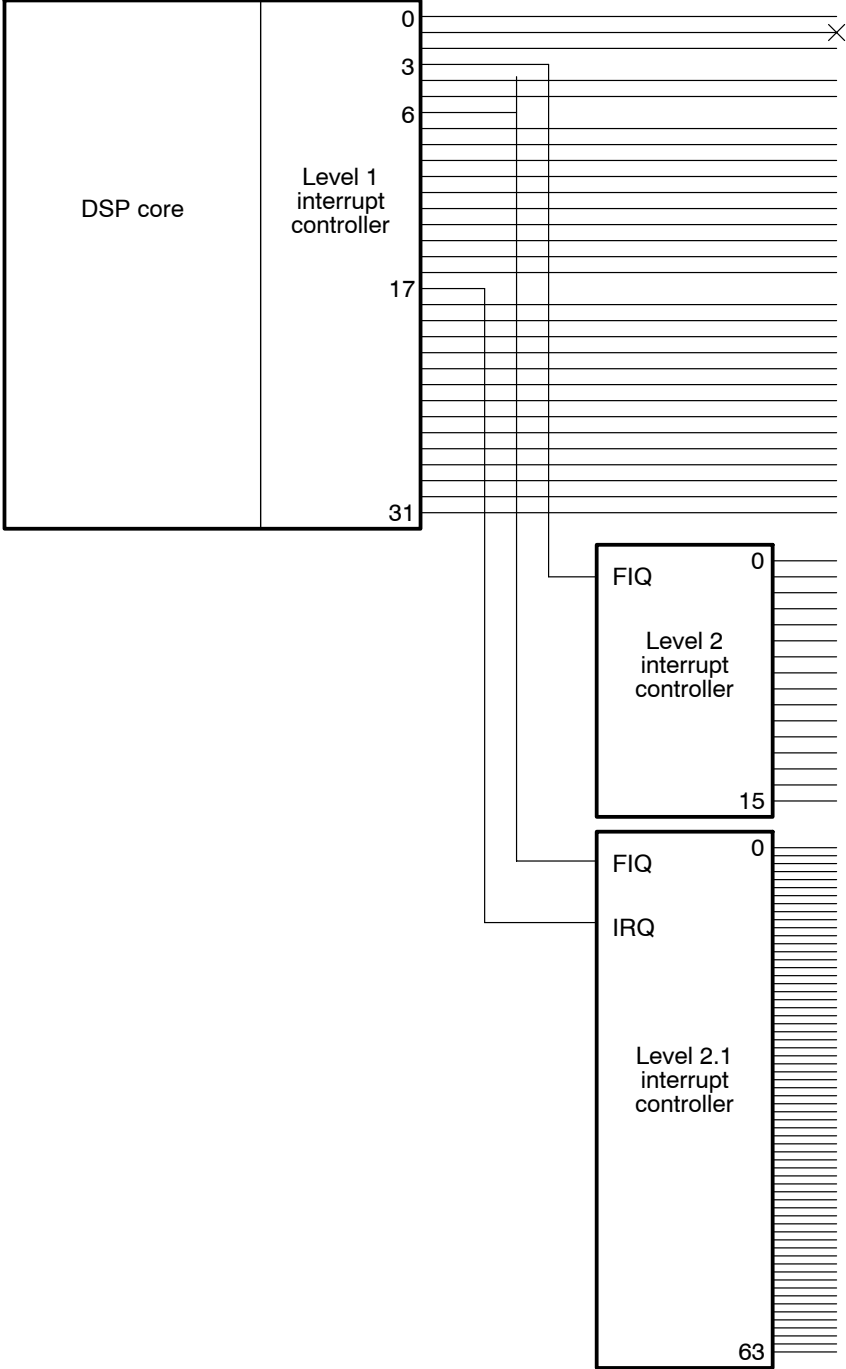 0
3
6
DSP core
Level 1
interrupt
controller
17
31
0
FIQ
Level 2
interrupt
controller
15
0
FIQ
IRQ
Level 2.1
interrupt
controller
63